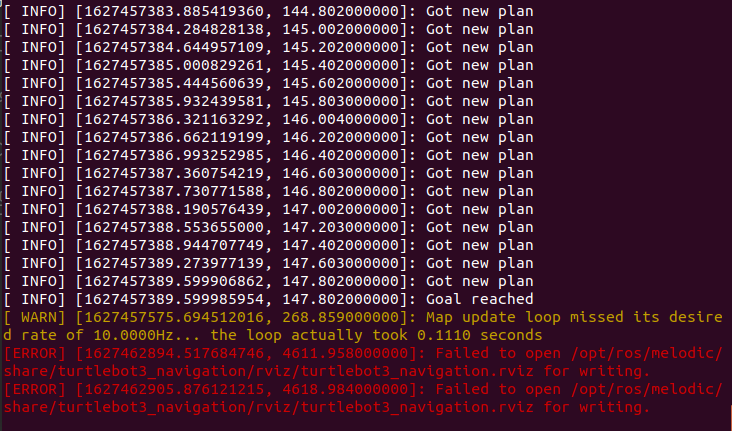 [ INFO] [1627457383.885419360, 144.802000000]: Got new plan
[ INFO] [1627457384.284828138, 145.002000000]: Got new plan
[ INFO] [1627457384.644957109, 145.202000000]: Got new plan
[ INFO] [1627457385.000829261, 145.402000000]: Got new plan
[ INFO] [1627457385.444560639, 145.602000000]: Got new plan
[ INFO] [1627457385.932439581, 145.803000000]: Got new plan
[ INFO] [1627457386.321163292, 146.004000000]: Got new plan
[ INFO] [1627457386.662119199, 146.202000000]: Got new plan
[ INFO] [1627457386.993252985, 146.402000000]: Got new plan
[ INFO] [1627457387.360754219, 146.603000000]: Got new plan
[ INFO] [1627457387.730771588, 146.802000000]: Got new plan
[ INFO] [1627457388.190576439, 147.002000000]: Got new plan
[ INFO] [1627457388.553655000, 147.203000000]: Got new plan
[ INFO] [1627457388.944707749, 147.402000000]: Got new plan
[ INFO] [1627457389.273977139, 147.603000000]: Got new plan
[ INFO] [1627457389.599906862, 147.802000000]: Got new plan
[ INFO] [1627457389.599985954, 147.802000000]: Goal reached
[ WARN] [1627457575.694512016, 268.859000000]: Map update loop missed its desire
d rate of 10.0000Hz... the loop actually took 0.1110 seconds
[ERROR] [1627462894.517684746, 4611.958000000]: Failed to open /opt/ros/melodic/
share/turtlebot3_navigation/rviz/turtlebot3_navigation.rviz for writing.
[ERROR] [1627462905.876121215, 4618.984000000]: Failed to open /opt/ros/melodic/
share/turtlebot3_navigation/rviz/turtlebot3_navigation.rviz for writing.